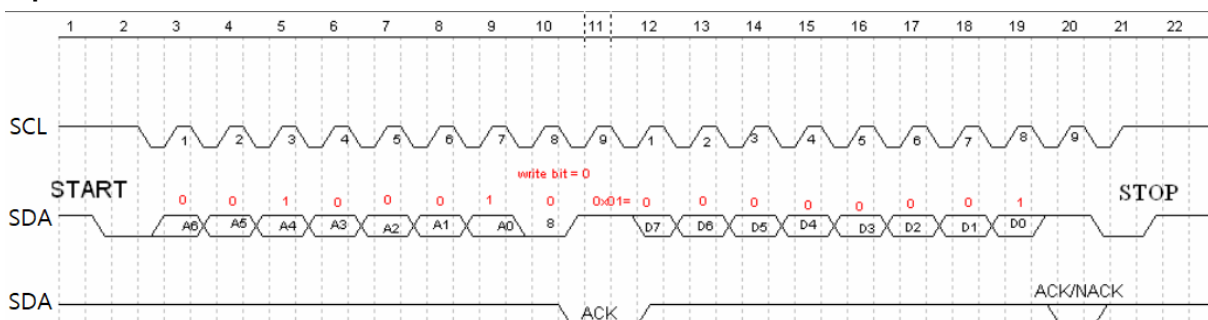 1 2 3 4 5 6 7 8 9 10 11 12 13 14 15 16 17 18 19 20 21 22
SCL 1 2 3 4 5 6 7 8 9 1 2 3 4 5 6 7 8 9
write bit = 0
START 0 0 1 0 0 0 1 0 0x01= 0 0 0 0 0 0 0 1 STOP
SDA A6 A5 A4 A3 A2 A1 A0 8 D7 D6 D5 D4 D3 D2 D1 D0
ACK/NACK
SDA ACK